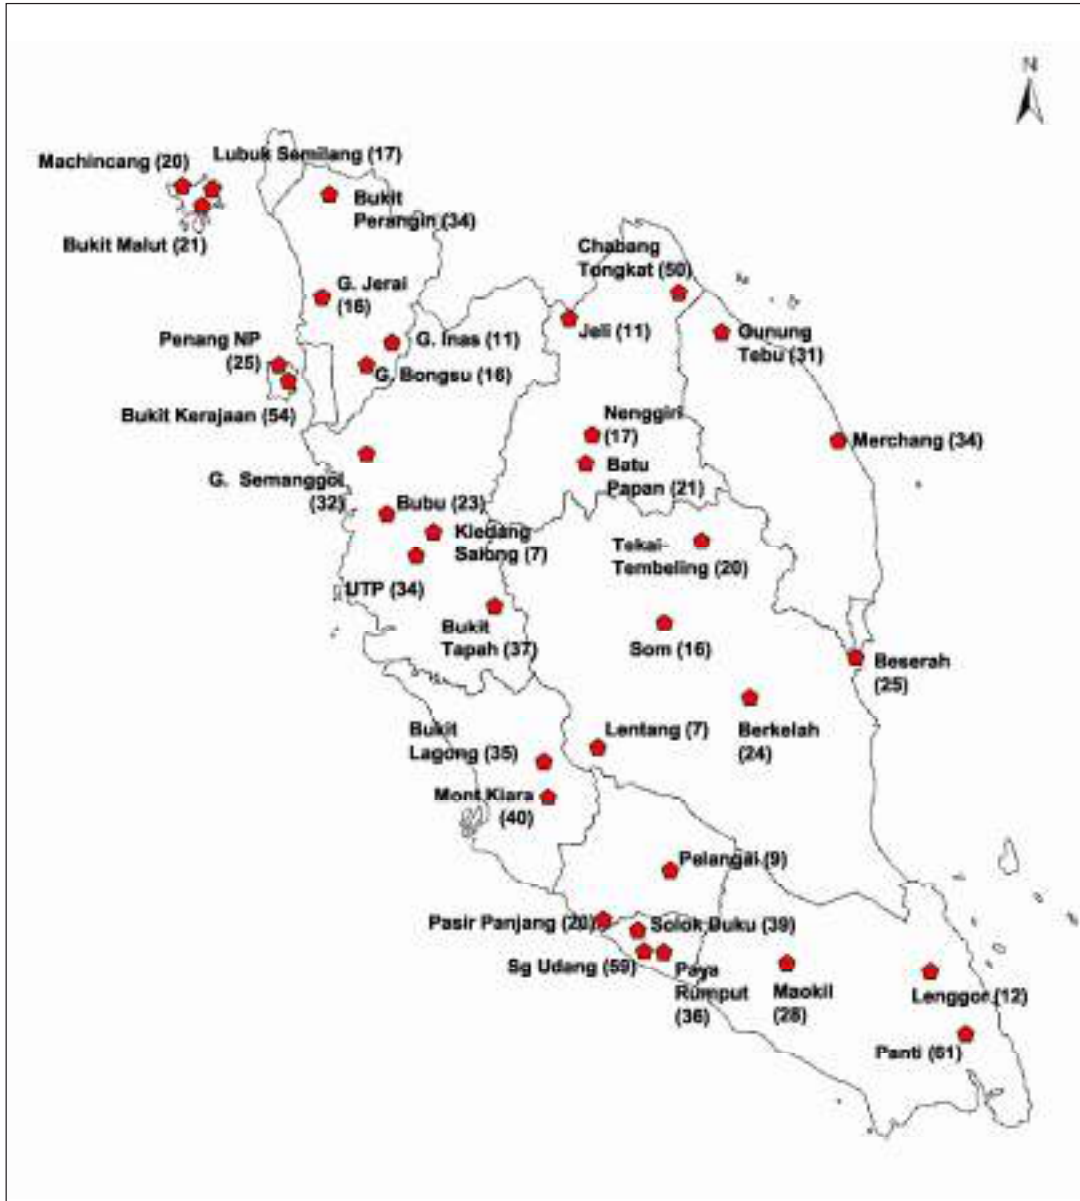 N
Machincang (20)
Lubuk Semilang (17)
Bukit
Perangin (34)
Bukit Malut (21)
Chabang
Tongkat (50)
G. Jerai
(16)
Jeli (11)
Gunung
Tebu (31)
Penang NP
(25)
G. Inas (11)
G. Bongsu (16)
Bukit Kerajaan (54)
Nenggiri
(17)
Merchang (34)
Batu
Papan (21)
G. Semanggol
(32)
Bubu (23)
Kledang
Saiong (7)
Tekai-
Tembeling (20)
UTP (34)
Bukit
Tapah (37)
Som (16)
Beserah
(25)
Bukit
Lagong (35)
Lentang (7)
Berkelah
(24)
Mont Kiara
(40)
Pelangai (9)
Pasir Panjang (20)
Solok Buku (39)
Sg Udang (59)
Paya
Rumput
(36)
Maokil
(28)
Lenggor (12)
Panti (61)